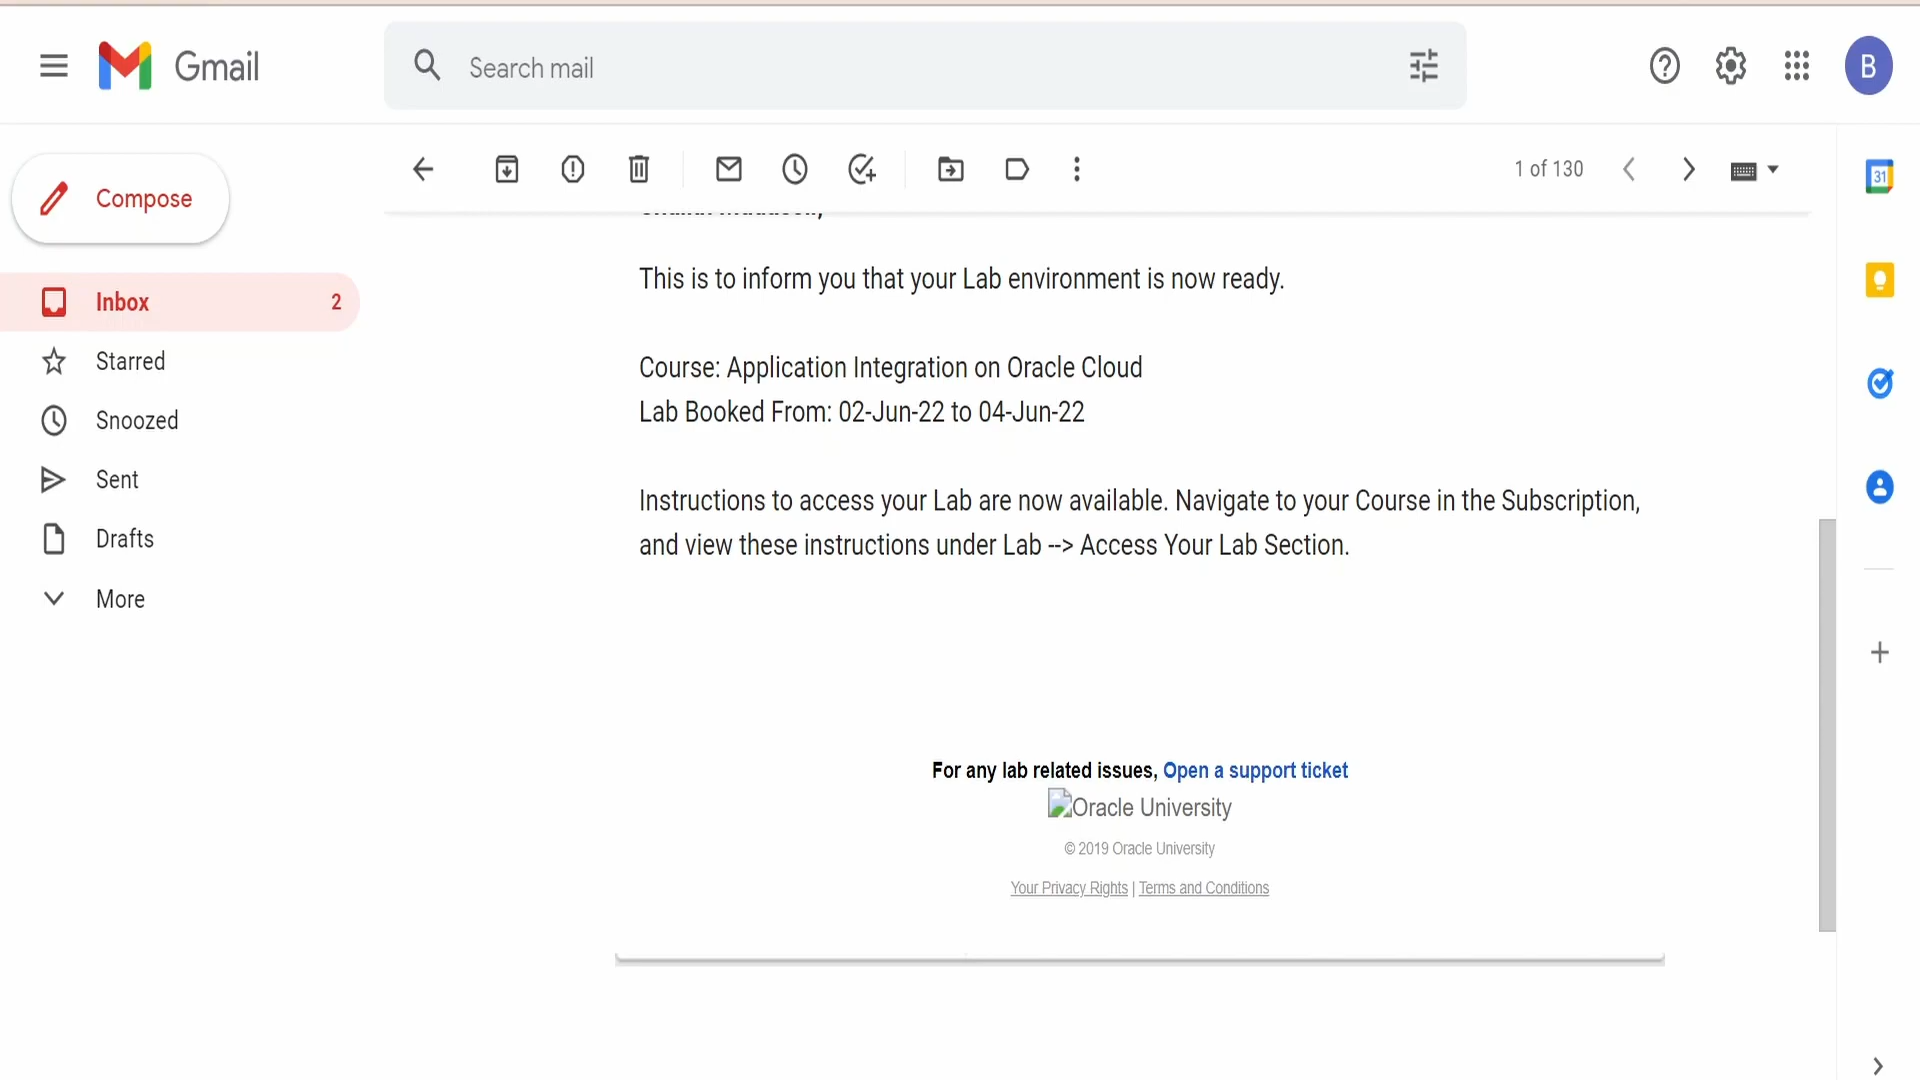 Gmail
Search mail
B
Compose
1 of 130
31
Inbox 2
Starred
Snoozed
Sent
Drafts
More
This is to inform you that your Lab environment is now ready.
Course: Application Integration on Oracle Cloud
Lab Booked From: 02-Jun-22 to 04-Jun-22
Instructions to access your Lab are now available. Navigate to your Course in the Subscription,
and view these instructions under Lab --> Access Your Lab Section.
For any lab related issues, Open a support ticket
Oracle University
© 2019 Oracle University
Your Privacy Rights | Terms and Conditions